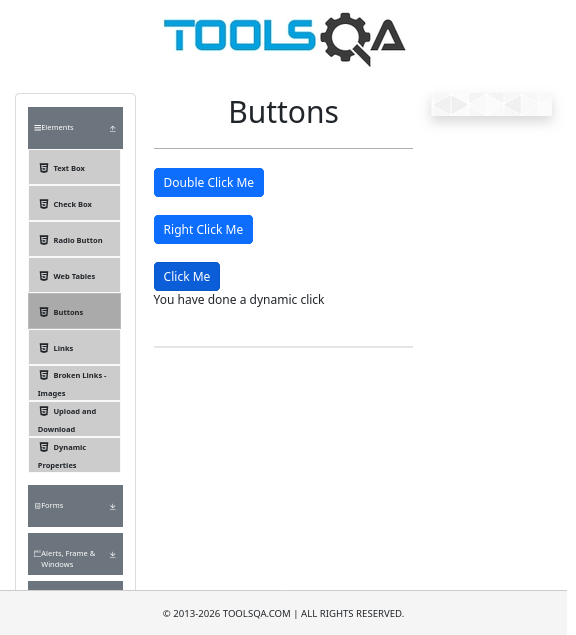 TOOLSQA
Elements
Text Box
Check Box
Radio Button
Web Tables
Buttons
Links
Broken Links -
Images
Upload and
Download
Dynamic
Properties
Forms
Alerts, Frame &
Windows
Buttons
Double Click Me
Right Click Me
Click Me
You have done a dynamic click
© 2013-2026 TOOLSQA.COM | ALL RIGHTS RESERVED.